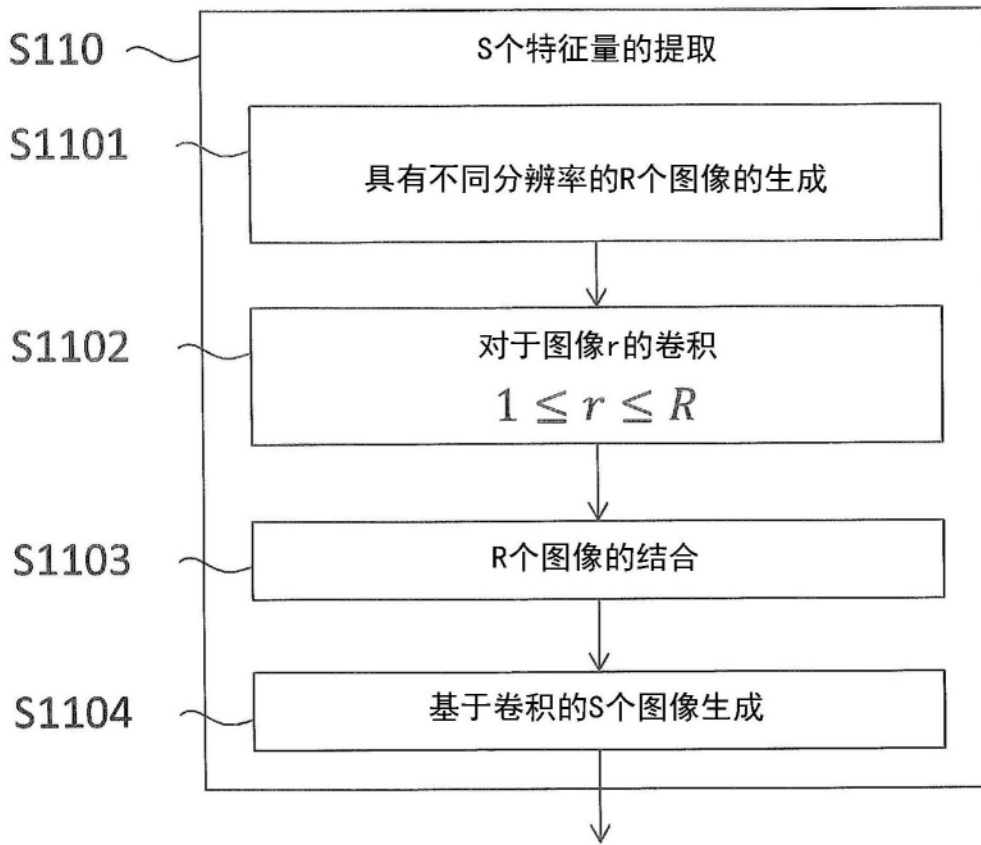 S110
S个特征量的提取
S1101
具有不同分辨率的R个图像的生成
S1102
对于图像r的卷积
1 ≤ r ≤ R
S1103
R个图像的结合
S1104
基于卷积的S个图像生成